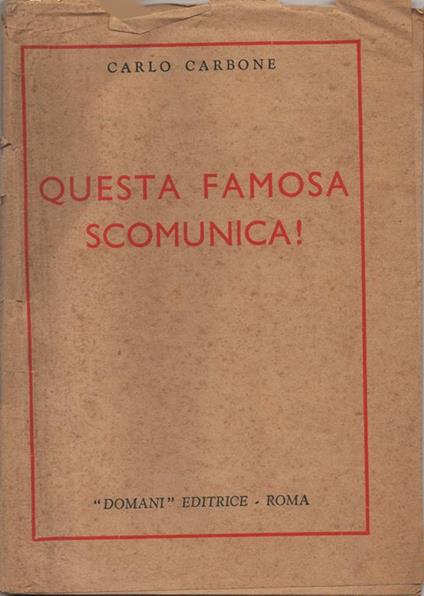 CARLO CARBONE
QUESTA FAMOSA
SCOMUNICA!
"DOMANI" EDITRICE - ROMA